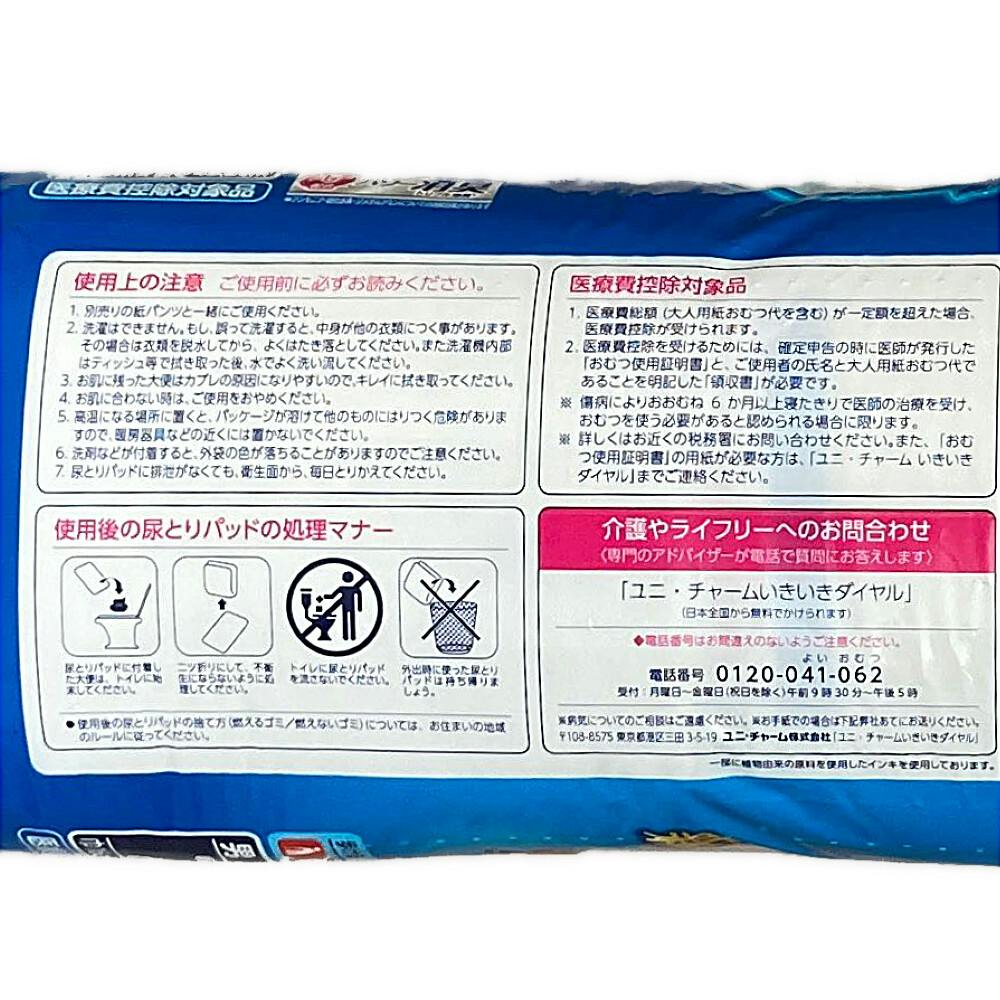 医療費控除対象品
使用上の注意 ご使用前に必ずお読みください。
1. 別売りの紙パンツと一緒にご使用ください。
2. 洗濯はできません。もし、誤って洗濯すると、中身が他の衣類につく事があります。
その場合は衣類を脱水してから、よくはたき落としてください。また洗濯機内部
はティッシュ等で拭き取った後、水でよく洗い流してください。
3. お肌に残った大便はカブレの原因になりやすいので、キレイに拭き取ってください。
4. お肌に合わない時は、ご使用をおやめください。
5. 高温になる場所に置くと、パッケージが溶けて他のものにはりつく危険がありま
すので、暖房器具などの近くには置かないでください。
6. 洗剤などが付着すると、外袋の色が落ちることがありますのでご注意ください。
7. 尿とりパッドに排泄がなくても、衛生面から、毎日とりかえてください。
医療費控除対象品
1. 医療費総額(大人用紙おむつ代を含む)が一定額を超えた場合、
医療費控除が受けられます。
2. 医療費控除を受けるためには、確定申告の時に医師が発行した
「おむつ使用証明書」と、ご使用者の氏名と大人用紙おむつ代で
あることを明記した「領収書」が必要です。
※ 傷病によりおおむね 6 か月以上寝たきりで医師の治療を受け、
おむつを使う必要があると認められる場合に限ります。
※ 詳しくはお近くの税務署にお問い合わせください。また、「おむ
つ使用証明書」の用紙が必要な方は、「ユニ・チャーム いきいき
ダイヤル」までご連絡ください。
使用後の尿とりパッドの処理マナー
尿とりパッドに付着し
た大便は、トイレに始
末してください。
二ツ折りにして、不衛
生にならないように処
理してください。
トイレに尿とりパッド
を流さないでください。
外出時に使った尿とり
パッドは持ち帰りま
しょう。
●使用後の尿とりパッドの捨て方(燃えるゴミ/燃えないゴミ)については、お住まいの地域
のルールに従ってください。
介護やライフリーへのお問合わせ
〈専門のアドバイザーが電話で質問にお答えします〉
「ユニ・チャームいきいきダイヤル」
(日本全国から無料でかけられます)
◆電話番号はお間違えのないようご注意ください。
よい おむつ
電話番号 0120-041-062
受付:月曜日~金曜日(祝日を除く)午前9時30分~午後5時
※病気についてのご相談はご遠慮ください。※お手紙での場合は下記弊社あてにお送りください。
〒108-8575 東京都港区三田3-5-19 ユニ・チャーム株式会社「ユニ・チャームいきいきダイヤル」
一部に植物由来の原料を使用したインキを使用しております。